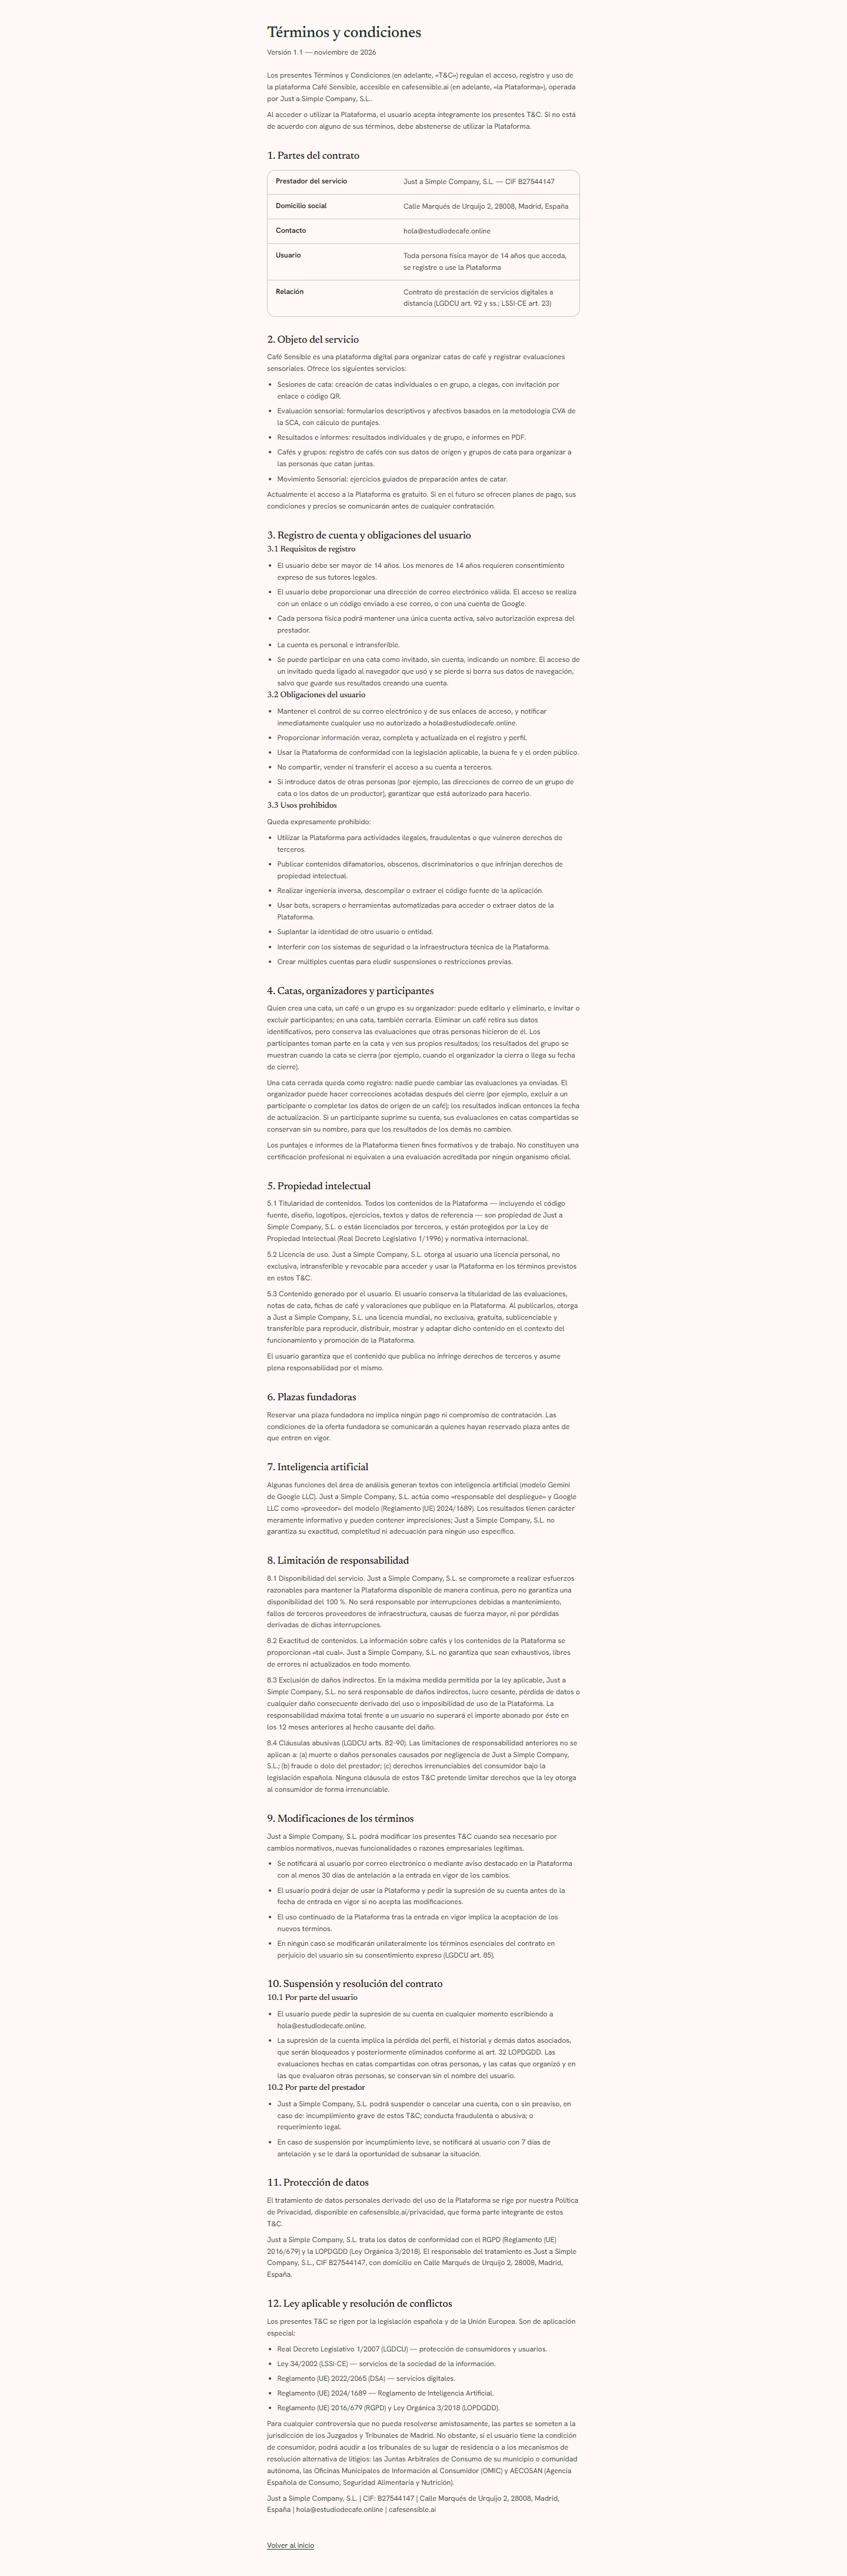 Términos y condiciones
Versión 1.1 — noviembre de 2026
Los presentes Términos y Condiciones (en adelante, «T&C») regulan el acceso, registro y uso de
la plataforma Café Sensible, accesible en cafesensible.ai (en adelante, «la Plataforma»), operada
por Just a Simple Company, S.L..
Al acceder o utilizar la Plataforma, el usuario acepta íntegramente los presentes T&C. Si no está
de acuerdo con alguno de sus términos, debe abstenerse de utilizar la Plataforma.
1. Partes del contrato
Prestador del servicio
Just a Simple Company, S.L. — CIF B27544147
Domicilio social
Calle Marqués de Urquijo 2, 28008, Madrid, España
Contacto
hola@estudiodecafe.online
Usuario
Toda persona física mayor de 14 años que acceda,
se registre o use la Plataforma
Relación
Contrato de prestación de servicios digitales a
distancia (LGDCU art. 92 y ss.; LSSI-CE art. 23)
2. Objeto del servicio
Café Sensible es una plataforma digital para organizar catas de café y registrar evaluaciones
sensoriales. Ofrece los siguientes servicios:
• Sesiones de cata: creación de catas individuales o en grupo, a ciegas, con invitación por
enlace o código QR.
• Evaluación sensorial: formularios descriptivos y afectivos basados en la metodología CVA de
la SCA, con cálculo de puntajes.
• Resultados e informes: resultados individuales y de grupo, e informes en PDF.
• Cafés y grupos: registro de cafés con sus datos de origen y grupos de cata para organizar a
las personas que catan juntas.
• Movimiento Sensorial: ejercicios guiados de preparación antes de catar.
Actualmente el acceso a la Plataforma es gratuito. Si en el futuro se ofrecen planes de pago, sus
condiciones y precios se comunicarán antes de cualquier contratación.
3. Registro de cuenta y obligaciones del usuario
3.1 Requisitos de registro
• El usuario debe ser mayor de 14 años. Los menores de 14 años requieren consentimiento
expreso de sus tutores legales.
• El usuario debe proporcionar una dirección de correo electrónico válida. El acceso se realiza
con un enlace o un código enviado a ese correo, o con una cuenta de Google.
• Cada persona física podrá mantener una única cuenta activa, salvo autorización expresa del
prestador.
• La cuenta es personal e intransferible.
• Se puede participar en una cata como invitado, sin cuenta, indicando un nombre. El acceso de
un invitado queda ligado al navegador que usó y se pierde si borra sus datos de navegación,
salvo que guarde sus resultados creando una cuenta.
3.2 Obligaciones del usuario
• Mantener el control de su correo electrónico y de sus enlaces de acceso, y notificar
inmediatamente cualquier uso no autorizado a hola@estudiodecafe.online.
• Proporcionar información veraz, completa y actualizada en el registro y perfil.
• Usar la Plataforma de conformidad con la legislación aplicable, la buena fe y el orden público.
• No compartir, vender ni transferir el acceso a su cuenta a terceros.
• Si introduce datos de otras personas (por ejemplo, las direcciones de correo de un grupo de
cata o los datos de un productor), garantizar que está autorizado para hacerlo.
3.3 Usos prohibidos
Queda expresamente prohibido:
• Utilizar la Plataforma para actividades ilegales, fraudulentas o que vulneren derechos de
terceros.
• Publicar contenidos difamatorios, obscenos, discriminatorios o que infrinjan derechos de
propiedad intelectual.
• Realizar ingeniería inversa, descompilar o extraer el código fuente de la aplicación.
• Usar bots, scrapers o herramientas automatizadas para acceder o extraer datos de la
Plataforma.
• Suplantar la identidad de otro usuario o entidad.
• Interferir con los sistemas de seguridad o la infraestructura técnica de la Plataforma.
• Crear múltiples cuentas para eludir suspensiones o restricciones previas.
4. Catas, organizadores y participantes
Quien crea una cata, un café o un grupo es su organizador: puede editarlo y eliminarlo, e invitar o
excluir participantes; en una cata, también cerrarla. Eliminar un café retira sus datos
identificativos, pero conserva las evaluaciones que otras personas hicieron de él. Los
participantes toman parte en la cata y ven sus propios resultados; los resultados del grupo se
muestran cuando la cata se cierra (por ejemplo, cuando el organizador la cierra o llega su fecha
de cierre).
Una cata cerrada queda como registro: nadie puede cambiar las evaluaciones ya enviadas. El
organizador puede hacer correcciones acotadas después del cierre (por ejemplo, excluir a un
participante o completar los datos de origen de un café); los resultados indican entonces la fecha
de actualización. Si un participante suprime su cuenta, sus evaluaciones en catas compartidas se
conservan sin su nombre, para que los resultados de los demás no cambien.
Los puntajes e informes de la Plataforma tienen fines formativos y de trabajo. No constituyen una
certificación profesional ni equivalen a una evaluación acreditada por ningún organismo oficial.
5. Propiedad intelectual
5.1 Titularidad de contenidos. Todos los contenidos de la Plataforma — incluyendo el código
fuente, diseño, logotipos, ejercicios, textos y datos de referencia — son propiedad de Just a
Simple Company, S.L. o están licenciados por terceros, y están protegidos por la Ley de
Propiedad Intelectual (Real Decreto Legislativo 1/1996) y normativa internacional.
5.2 Licencia de uso. Just a Simple Company, S.L. otorga al usuario una licencia personal, no
exclusiva, intransferible y revocable para acceder y usar la Plataforma en los términos previstos
en estos T&C.
5.3 Contenido generado por el usuario. El usuario conserva la titularidad de las evaluaciones,
notas de cata, fichas de café y valoraciones que publique en la Plataforma. Al publicarlos, otorga
a Just a Simple Company, S.L. una licencia mundial, no exclusiva, gratuita, sublicenciable y
transferible para reproducir, distribuir, mostrar y adaptar dicho contenido en el contexto del
funcionamiento y promoción de la Plataforma.
El usuario garantiza que el contenido que publica no infringe derechos de terceros y asume
plena responsabilidad por el mismo.
6. Plazas fundadoras
Reservar una plaza fundadora no implica ningún pago ni compromiso de contratación. Las
condiciones de la oferta fundadora se comunicarán a quienes hayan reservado plaza antes de
que entren en vigor.
7. Inteligencia artificial
Algunas funciones del área de análisis generan textos con inteligencia artificial (modelo Gemini
de Google LLC). Just a Simple Company, S.L. actúa como «responsable del despliegue» y Google
LLC como «proveedor» del modelo (Reglamento (UE) 2024/1689). Los resultados tienen carácter
meramente informativo y pueden contener imprecisiones; Just a Simple Company, S.L. no
garantiza su exactitud, completitud ni adecuación para ningún uso específico.
8. Limitación de responsabilidad
8.1 Disponibilidad del servicio. Just a Simple Company, S.L. se compromete a realizar esfuerzos
razonables para mantener la Plataforma disponible de manera continua, pero no garantiza una
disponibilidad del 100 %. No será responsable por interrupciones debidas a mantenimiento,
fallos de terceros proveedores de infraestructura, causas de fuerza mayor, ni por pérdidas
derivadas de dichas interrupciones.
8.2 Exactitud de contenidos. La información sobre cafés y los contenidos de la Plataforma se
proporcionan «tal cual». Just a Simple Company, S.L. no garantiza que sean exhaustivos, libres
de errores ni actualizados en todo momento.
8.3 Exclusión de daños indirectos. En la máxima medida permitida por la ley aplicable, Just a
Simple Company, S.L. no será responsable de daños indirectos, lucro cesante, pérdida de datos o
cualquier daño consecuente derivado del uso o imposibilidad de uso de la Plataforma. La
responsabilidad máxima total frente a un usuario no superará el importe abonado por éste en
los 12 meses anteriores al hecho causante del daño.
8.4 Cláusulas abusivas (LGDCU arts. 82–90). Las limitaciones de responsabilidad anteriores no se
aplican a: (a) muerte o daños personales causados por negligencia de Just a Simple Company,
S.L.; (b) fraude o dolo del prestador; (c) derechos irrenunciables del consumidor bajo la
legislación española. Ninguna cláusula de estos T&C pretende limitar derechos que la ley otorga
al consumidor de forma irrenunciable.
9. Modificaciones de los términos
Just a Simple Company, S.L. podrá modificar los presentes T&C cuando sea necesario por
cambios normativos, nuevas funcionalidades o razones empresariales legítimas.
• Se notificará al usuario por correo electrónico o mediante aviso destacado en la Plataforma
con al menos 30 días de antelación a la entrada en vigor de los cambios.
• El usuario podrá dejar de usar la Plataforma y pedir la supresión de su cuenta antes de la
fecha de entrada en vigor si no acepta las modificaciones.
• El uso continuado de la Plataforma tras la entrada en vigor implica la aceptación de los
nuevos términos.
• En ningún caso se modificarán unilateralmente los términos esenciales del contrato en
perjuicio del usuario sin su consentimiento expreso (LGDCU art. 85).
10. Suspensión y resolución del contrato
10.1 Por parte del usuario
• El usuario puede pedir la supresión de su cuenta en cualquier momento escribiendo a
hola@estudiodecafe.online.
• La supresión de la cuenta implica la pérdida del perfil, el historial y demás datos asociados,
que serán bloqueados y posteriormente eliminados conforme al art. 32 LOPDGDD. Las
evaluaciones hechas en catas compartidas con otras personas, y las catas que organizó y en
las que evaluaron otras personas, se conservan sin el nombre del usuario.
10.2 Por parte del prestador
• Just a Simple Company, S.L. podrá suspender o cancelar una cuenta, con o sin preaviso, en
caso de: incumplimiento grave de estos T&C; conducta fraudulenta o abusiva; o
requerimiento legal.
• En caso de suspensión por incumplimiento leve, se notificará al usuario con 7 días de
antelación y se le dará la oportunidad de subsanar la situación.
11. Protección de datos
El tratamiento de datos personales derivado del uso de la Plataforma se rige por nuestra Política
de Privacidad, disponible en cafesensible.ai/privacidad, que forma parte integrante de estos
T&C.
Just a Simple Company, S.L. trata los datos de conformidad con el RGPD (Reglamento (UE)
2016/679) y la LOPDGDD (Ley Orgánica 3/2018). El responsable del tratamiento es Just a Simple
Company, S.L., CIF B27544147, con domicilio en Calle Marqués de Urquijo 2, 28008, Madrid,
España.
12. Ley aplicable y resolución de conflictos
Los presentes T&C se rigen por la legislación española y de la Unión Europea. Son de aplicación
especial:
• Real Decreto Legislativo 1/2007 (LGDCU) — protección de consumidores y usuarios.
• Ley 34/2002 (LSSI-CE) — servicios de la sociedad de la información.
• Reglamento (UE) 2022/2065 (DSA) — servicios digitales.
• Reglamento (UE) 2024/1689 — Reglamento de Inteligencia Artificial.
• Reglamento (UE) 2016/679 (RGPD) y Ley Orgánica 3/2018 (LOPDGDD).
Para cualquier controversia que no pueda resolverse amistosamente, las partes se someten a la
jurisdicción de los Juzgados y Tribunales de Madrid. No obstante, si el usuario tiene la condición
de consumidor, podrá acudir a los tribunales de su lugar de residencia o a los mecanismos de
resolución alternativa de litigios: las Juntas Arbitrales de Consumo de su municipio o comunidad
autónoma, las Oficinas Municipales de Información al Consumidor (OMIC) y AECOSAN (Agencia
Española de Consumo, Seguridad Alimentaria y Nutrición).
Just a Simple Company, S.L. | CIF: B27544147 | Calle Marqués de Urquijo 2, 28008, Madrid,
España | hola@estudiodecafe.online | cafesensible.ai
Volver al inicio